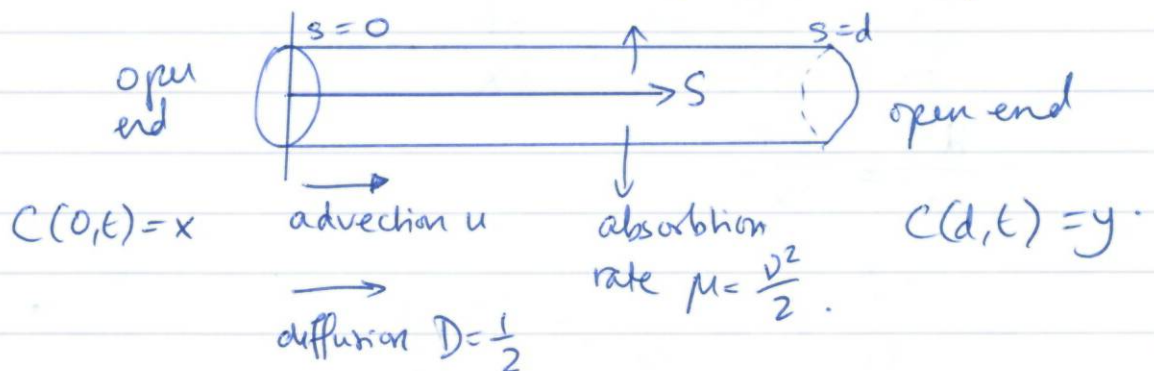 s=0 s=d
open end → S open end
C(0,t)=x advection u absorbtion rate μ=ν²/2. C(d,t)=y.
diffusion D=1/2